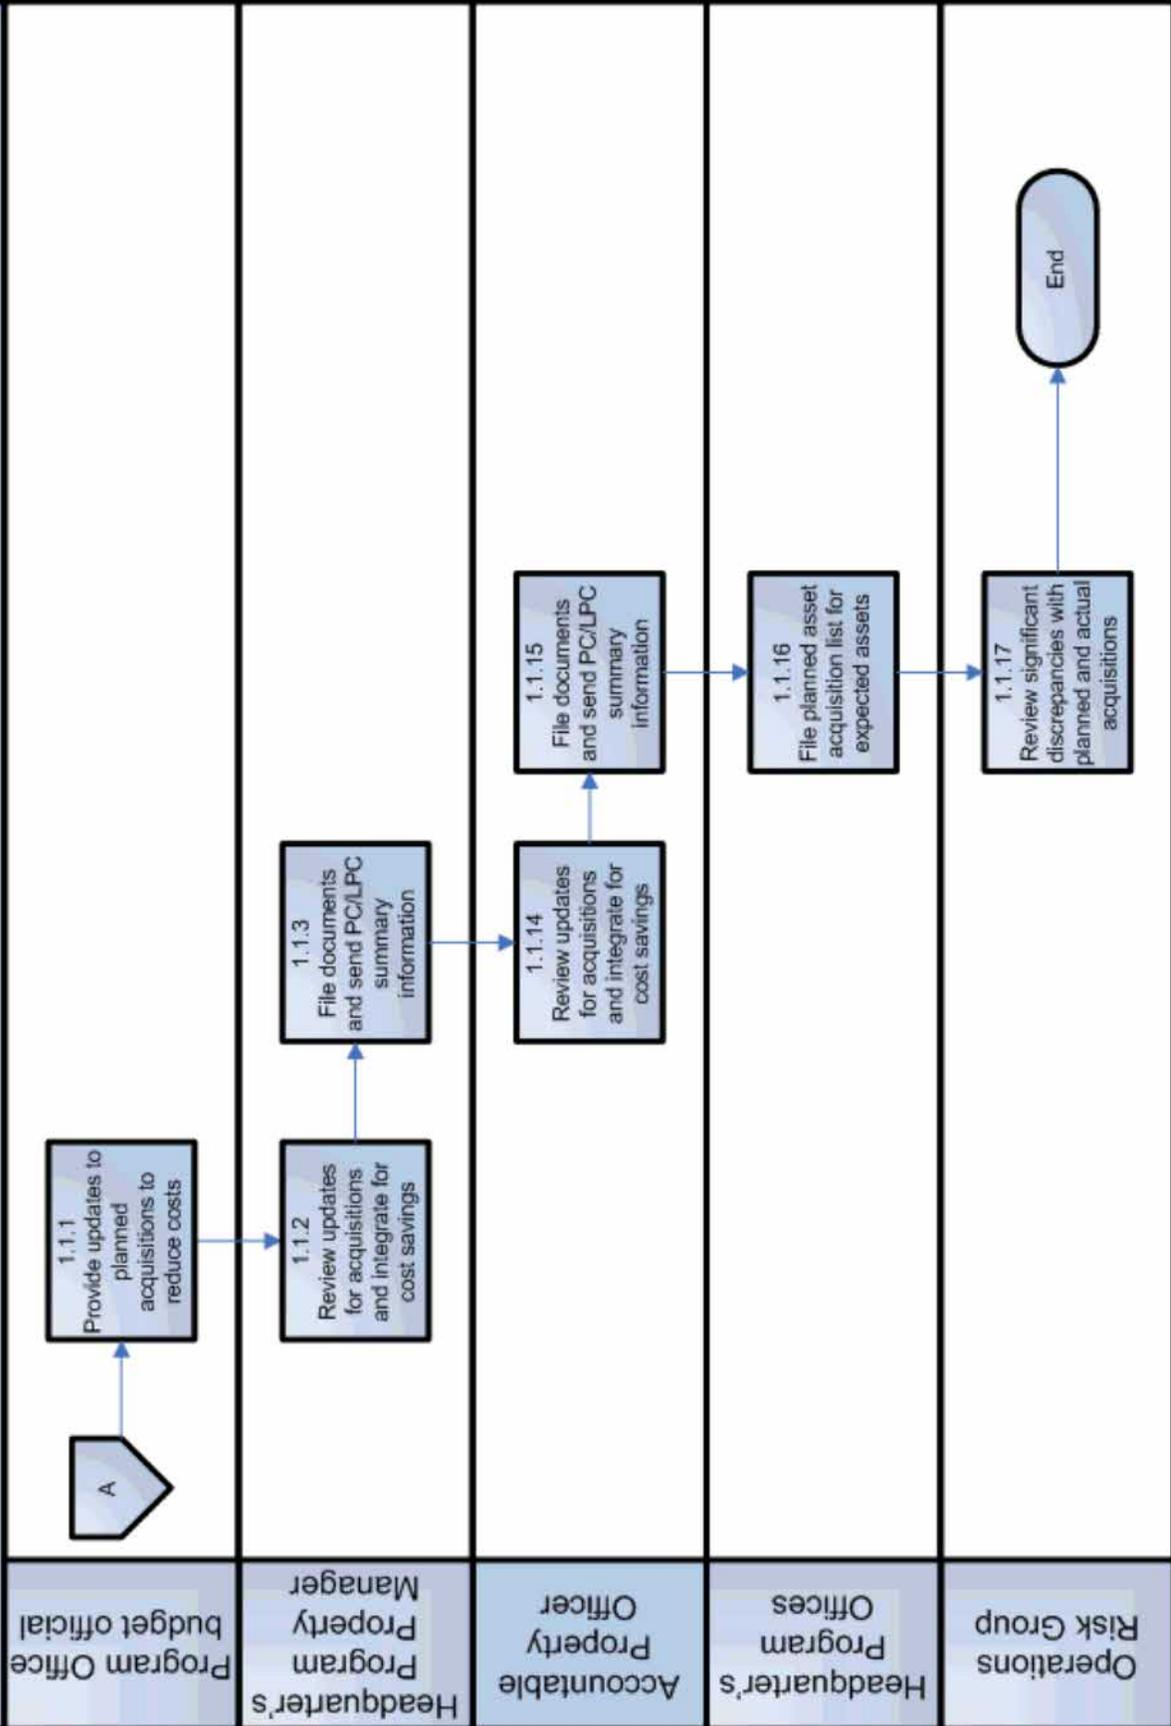 Program Office
budget official
A
1.1.1
Provide updates to
planned
acquisitions to
reduce costs
Headquarter's
Program
Property
Manager
1.1.2
Review updates
for acquisitions
and integrate for
cost savings
1.1.3
File documents
and send PC/LPC
summary
information
Accountable
Property
Officer
1.1.14
Review updates
for acquisitions
and integrate for
cost savings
1.1.15
File documents
and send PC/LPC
summary
information
Headquarter's
Program
Offices
1.1.16
File planned asset
acquisition list for
expected assets
Operations
Risk Group
1.1.17
Review significant
discrepancies with
planned and actual
acquisitions
End